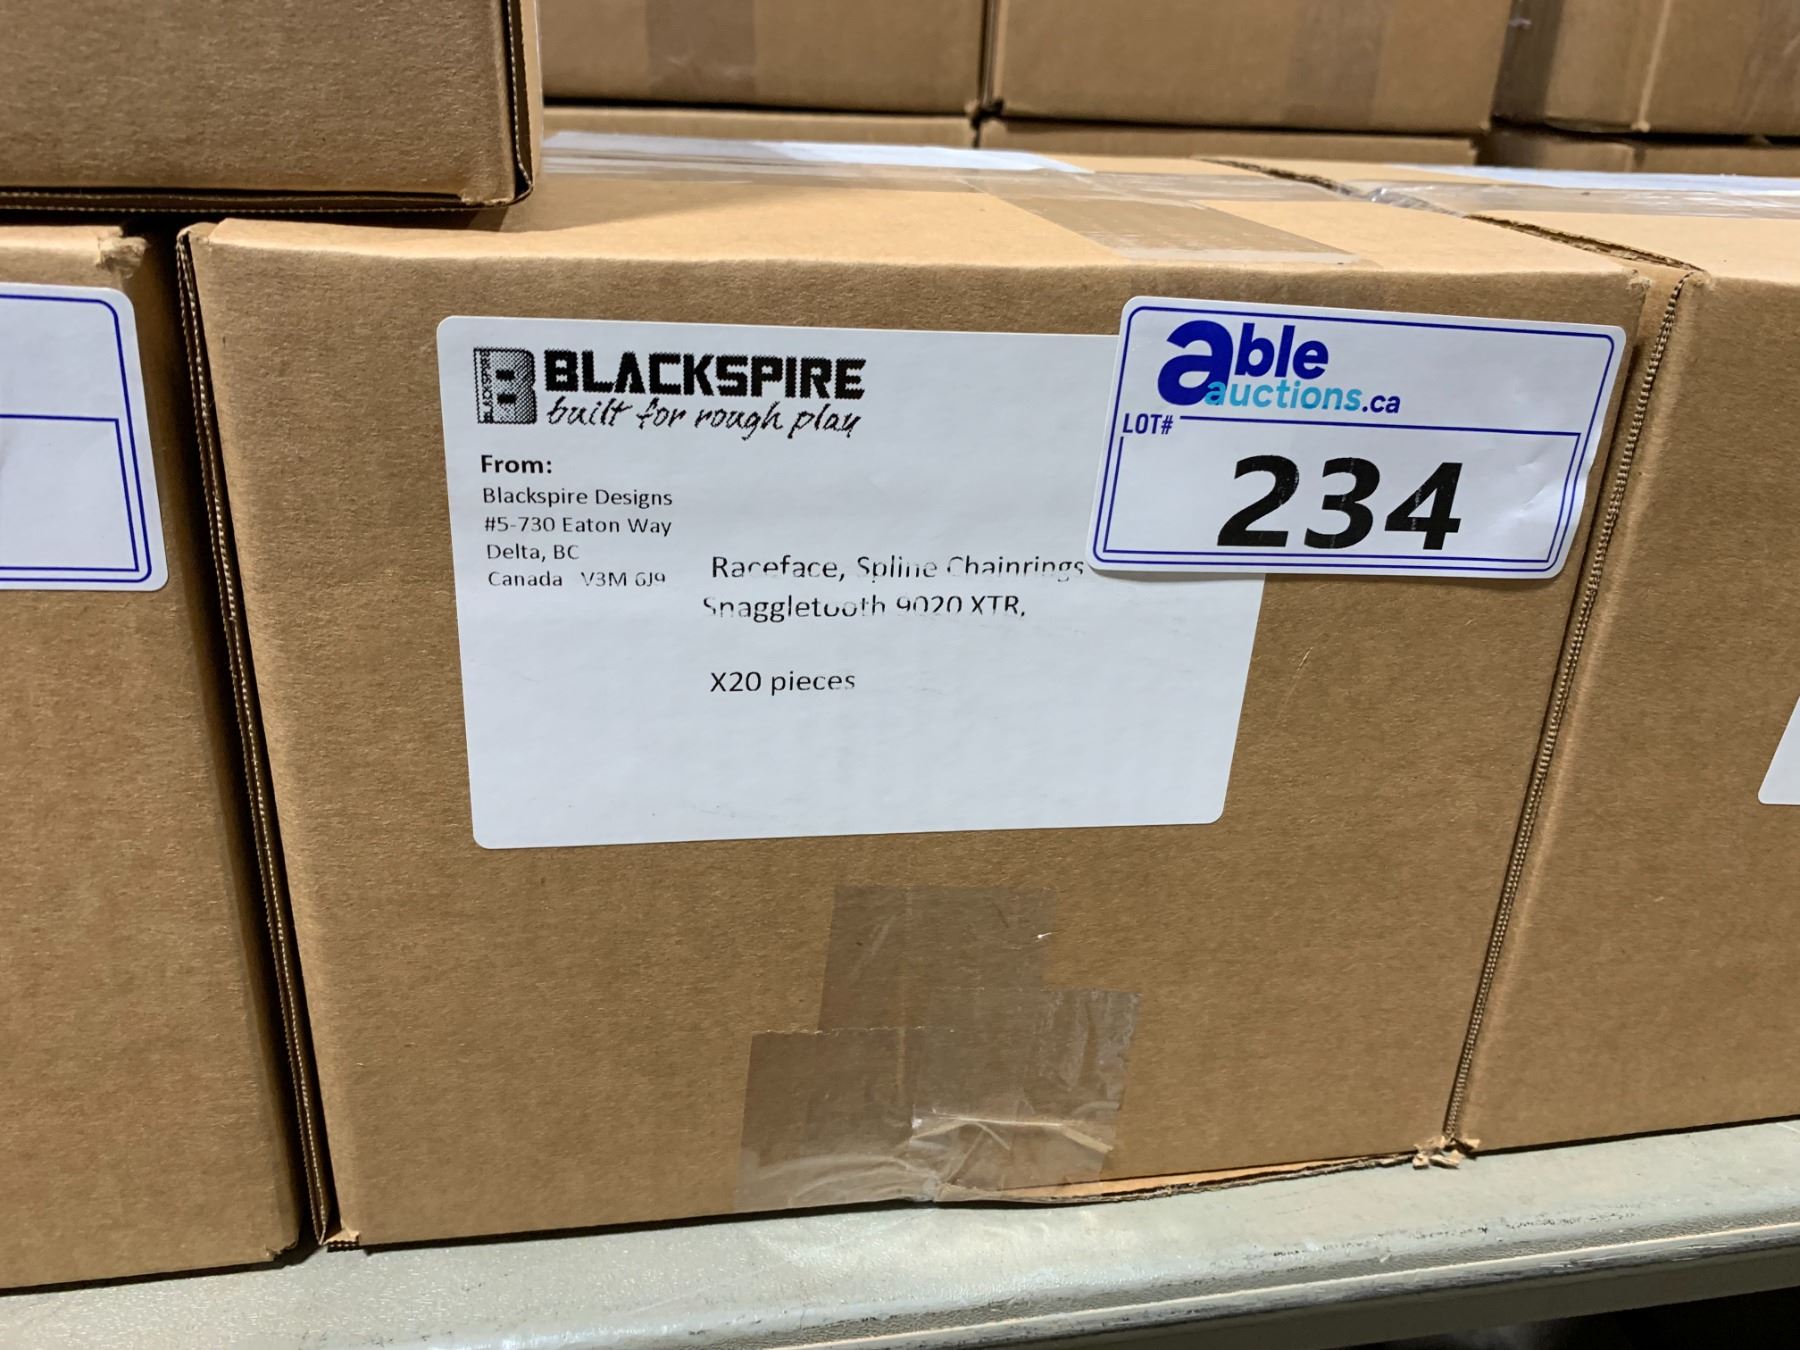 BLACKSPIRE
BLACKSPIRE
built for rough play
From:
Blackspire Designs
#5-730 Eaton Way
Delta, BC
Canada V3M 6J9
Raceface, Spline Chainrings
Snaggletooth 9020 XTR,
X20 pieces
able
auctions.ca
LOT#
234